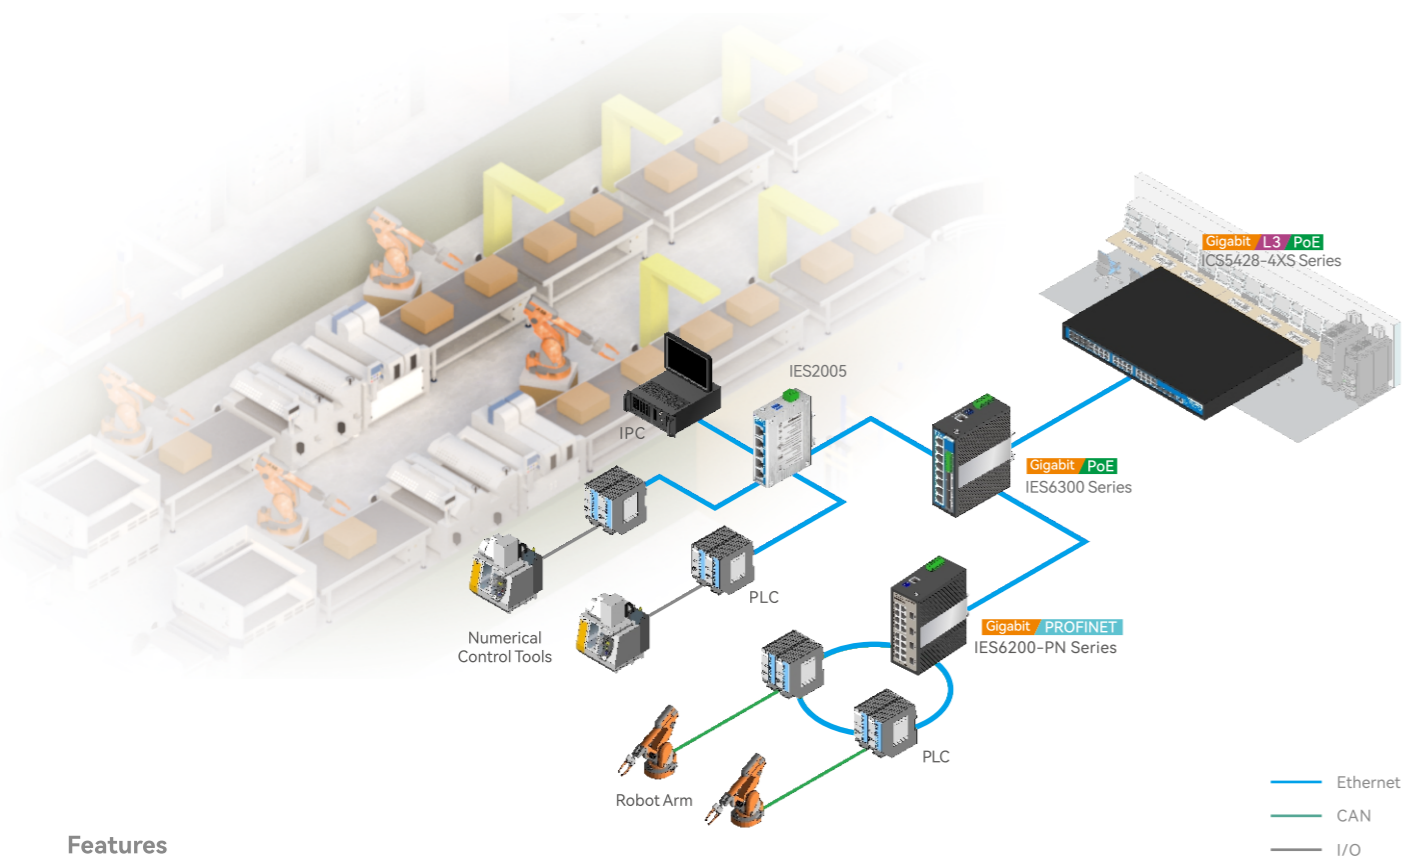 Gigabit L3 PoE
ICS5428-4XS Series
IES2005
IPC
Gigabit PoE
IES6300 Series
PLC
Gigabit PROFINET
IES6200-PN Series
Numerical
Control Tools
PLC
Robot Arm
Ethernet
CAN
I/O
Features